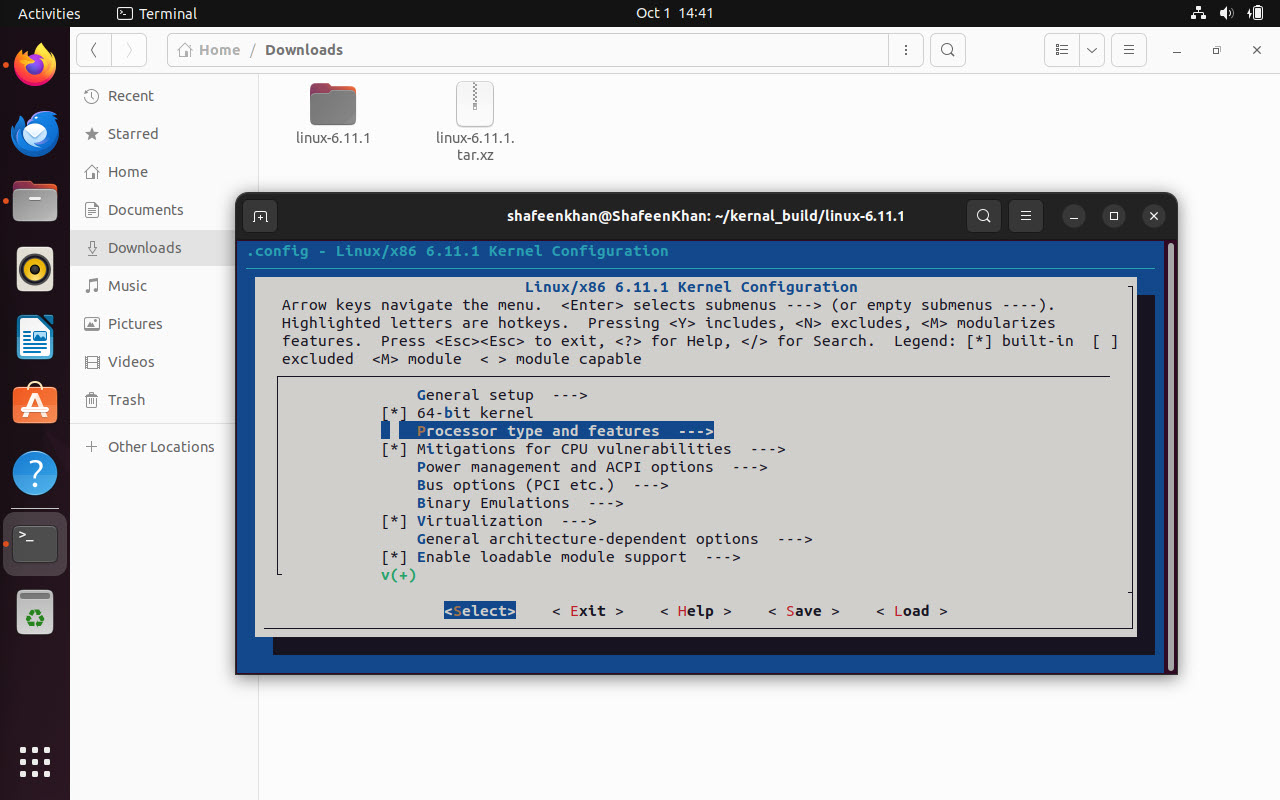 Activities
Terminal
Oct 1 14:41
Home / Downloads
Recent
Starred
Home
Documents
Downloads
Music
Pictures
Videos
Trash
Other Locations
linux-6.11.1
linux-6.11.1.
tar.xz
shafeenkhan@ShafeenKhan: ~/kernal_build/linux-6.11.1
.config - Linux/x86 6.11.1 Kernel Configuration
Linux/x86 6.11.1 Kernel Configuration
Arrow keys navigate the menu.  <Enter> selects submenus ---> (or empty submenus ----).
Highlighted letters are hotkeys.  Pressing <Y> includes, <N> excludes, <M> modularizes
features.  Press <Esc><Esc> to exit, <?> for Help, </> for Search.  Legend: [*] built-in  [ ]
excluded  <M> module  < > module capable
General setup  --->
[*] 64-bit kernel
Processor type and features  --->
[*] Mitigations for CPU vulnerabilities  --->
Power management and ACPI options  --->
Bus options (PCI etc.)  --->
Binary Emulations  --->
[*] Virtualization  --->
General architecture-dependent options  --->
[*] Enable loadable module support  --->
v(+)
<Select>    < Exit >    < Help >    < Save >    < Load >